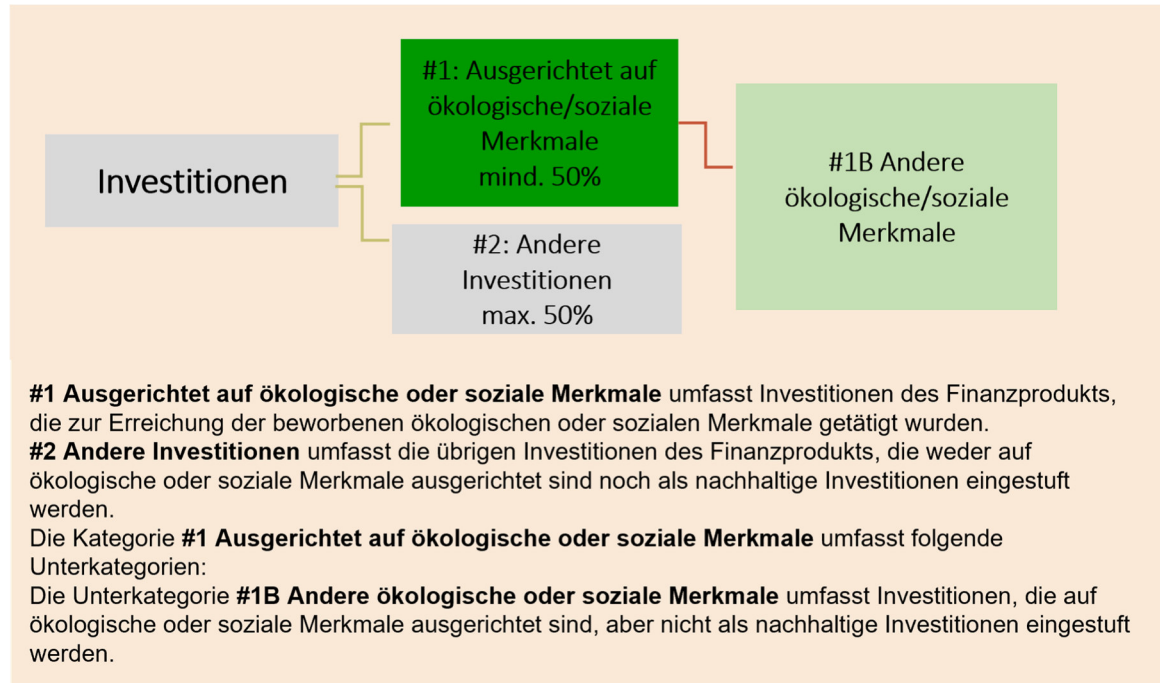 Investitionen
#1: Ausgerichtet auf
ökologische/soziale
Merkmale
mind. 50%
#2: Andere
Investitionen
max. 50%
#1B Andere
ökologische/soziale
Merkmale
#1 Ausgerichtet auf ökologische oder soziale Merkmale umfasst Investitionen des Finanzprodukts,
die zur Erreichung der beworbenen ökologischen oder sozialen Merkmale getätigt wurden.
#2 Andere Investitionen umfasst die übrigen Investitionen des Finanzprodukts, die weder auf
ökologische oder soziale Merkmale ausgerichtet sind noch als nachhaltige Investitionen eingestuft
werden.
Die Kategorie #1 Ausgerichtet auf ökologische oder soziale Merkmale umfasst folgende
Unterkategorien:
Die Unterkategorie #1B Andere ökologische oder soziale Merkmale umfasst Investitionen, die auf
ökologische oder soziale Merkmale ausgerichtet sind, aber nicht als nachhaltige Investitionen eingestuft
werden.